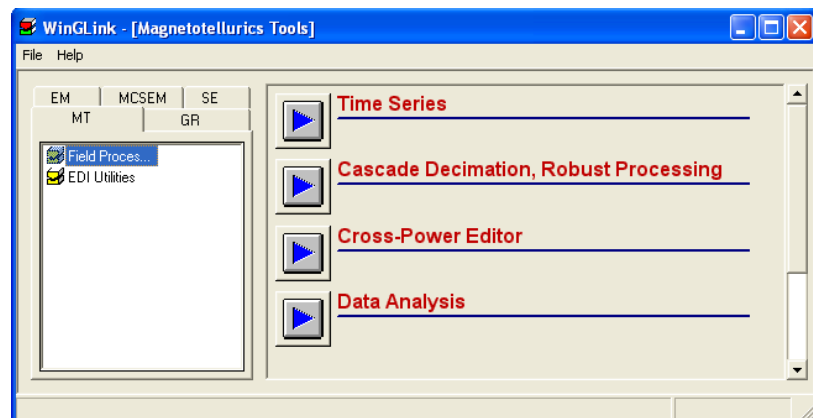 WinGLink - [Magnetotellurics Tools]
File Help
EM MCSEM SE
MT GR
Field Proces...
EDI Utilities
Time Series
Cascade Decimation, Robust Processing
Cross-Power Editor
Data Analysis